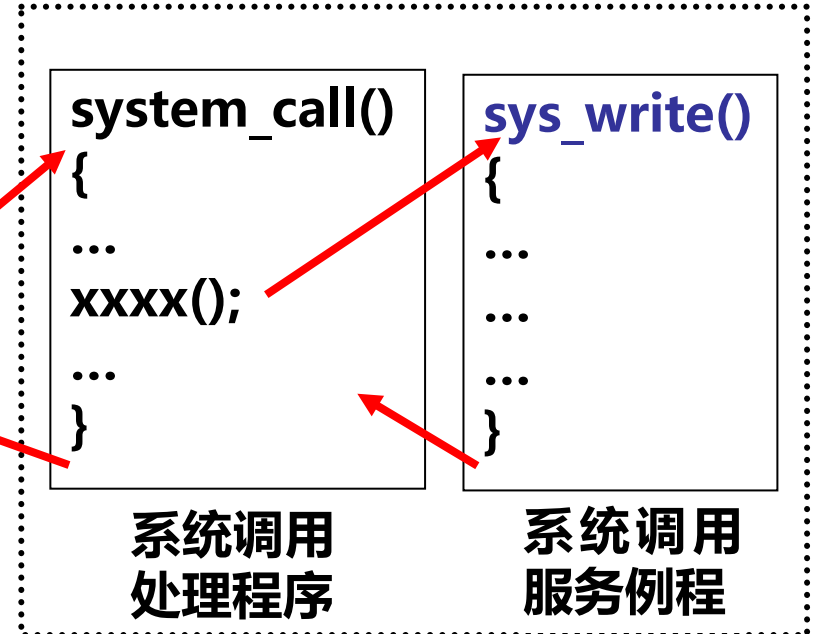 system_call()
{
...
xxxx();
...
}
系统调用
处理程序
sys_write()
{
...
...
...
}
系统调用
服务例程